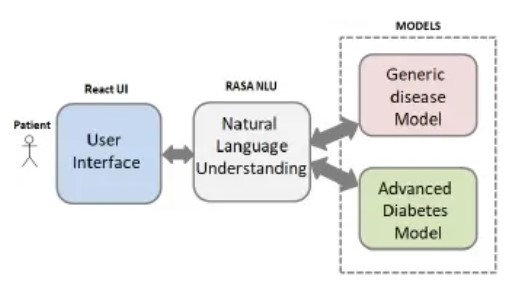 MODELS
React UI
RASA NLU
Patient
User
Interface
Natural
Language
Understanding
Generic
disease
Model
Advanced
Diabetes
Model